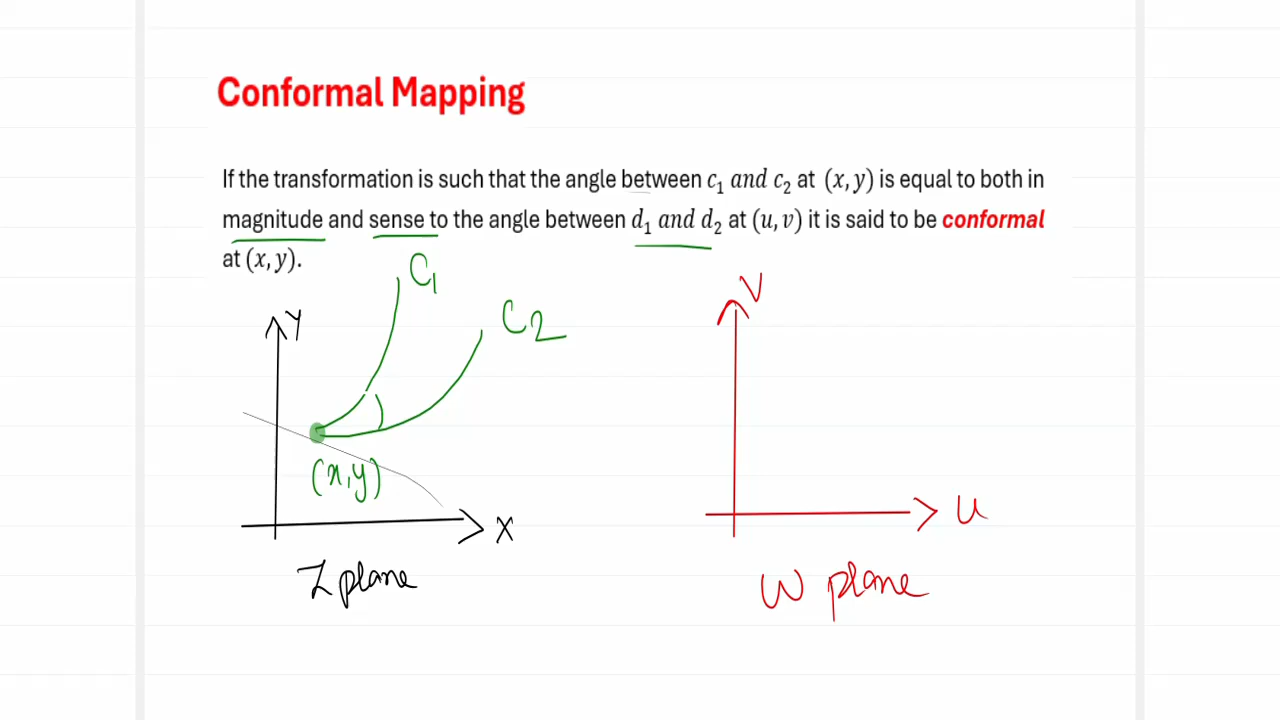 Conformal Mapping
If the transformation is such that the angle between c₁ and c₂ at (x, y) is equal to both in
magnitude and sense to the angle between d₁ and d₂ at (u, v) it is said to be conformal
at (x, y).
C₁
C₂
Y
(x,y)
X
Z plane
V
u
W plane